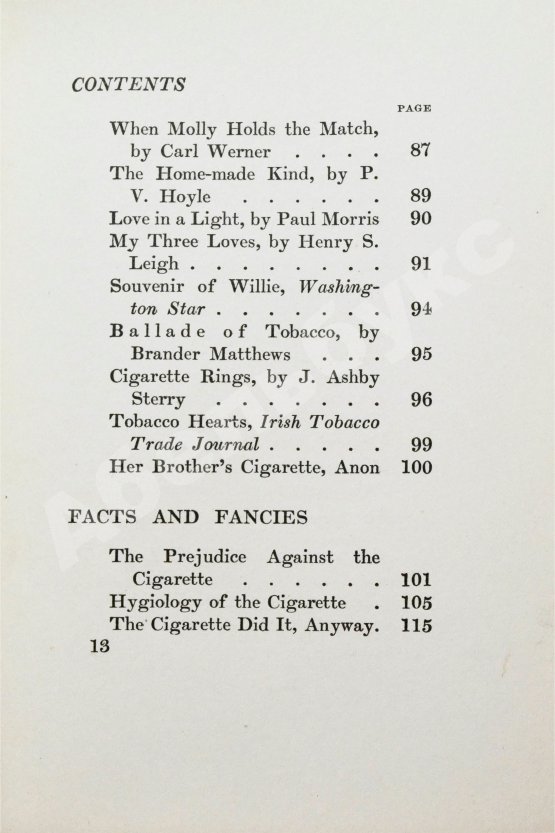 CONTENTS
PAGE
When Molly Holds the Match,
by Carl Werner . . . . 87
The Home-made Kind, by P.
V. Hoyle . . . . . . 89
Love in a Light, by Paul Morris 90
My Three Loves, by Henry S.
Leigh . . . . . . . . 91
Souvenir of Willie, Washing-
ton Star . . . . . . . 94
Ballade of Tobacco, by
Brander Matthews . . . 95
Cigarette Rings, by J. Ashby
Sterry . . . . . . . 96
Tobacco Hearts, Irish Tobacco
Trade Journal . . . . . 99
Her Brother's Cigarette, Anon 100
FACTS AND FANCIES
The Prejudice Against the
Cigarette . . . . . . 101
Hygiology of the Cigarette . 105
The Cigarette Did It, Anyway. 115
13